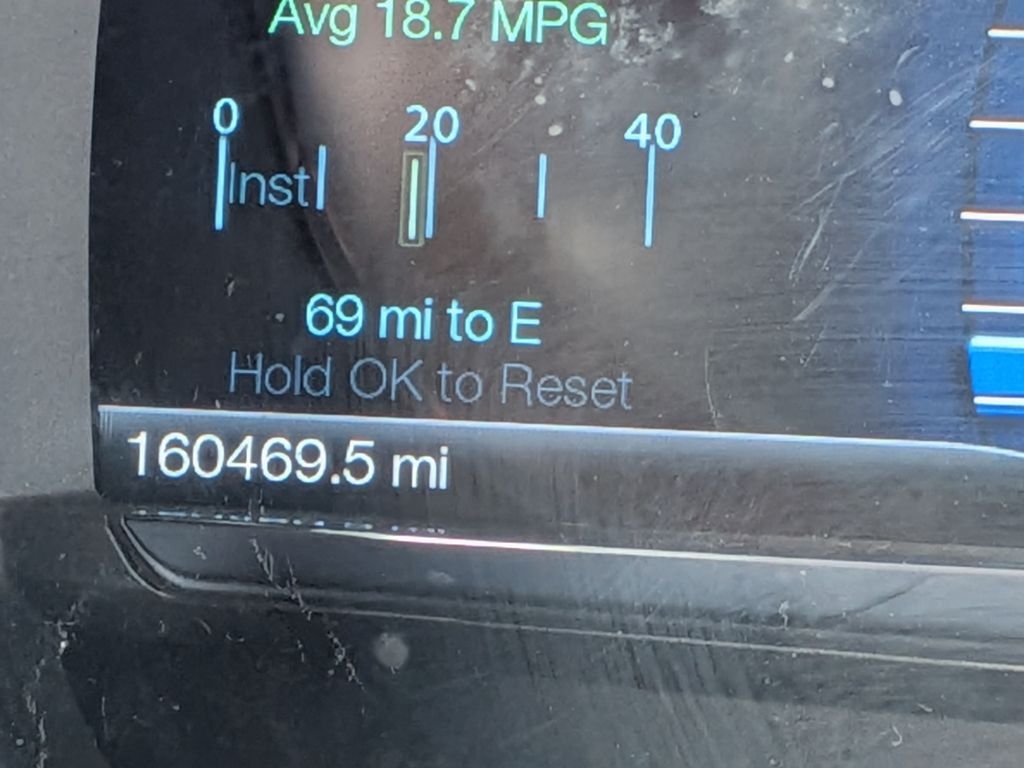 Avg 18.7 MPG
0 20 40
Inst
69 mi to E
Hold OK to Reset
160469.5 mi